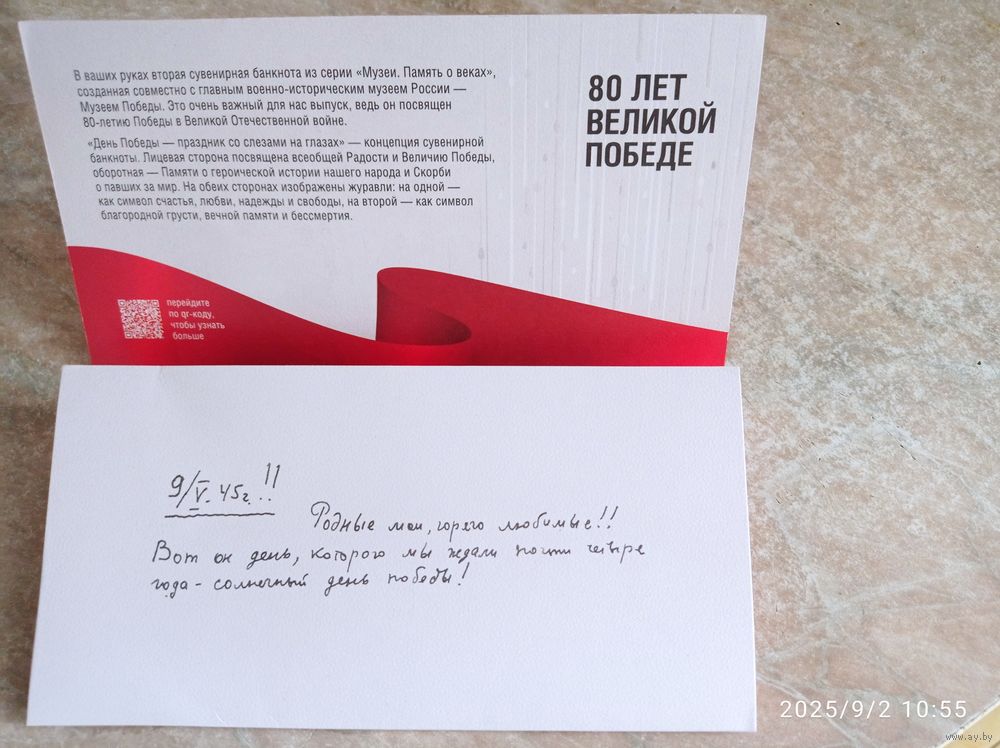 В ваших руках вторая сувенирная банкнота из серии «Музеи. Память о веках»,
созданная совместно с главным военно-историческим музеем России —
Музеем Победы. Это очень важный для нас выпуск, ведь он посвящен
80-летию Победы в Великой Отечественной войне.
«День Победы — праздник со слезами на глазах» — концепция сувенирной
банкноты. Лицевая сторона посвящена всеобщей Радости и Величию Победы,
оборотная — Памяти о героической истории нашего народа и Скорби
о павших за мир. На обеих сторонах изображены журавли: на одной —
как символ счастья, любви, надежды и свободы, на второй — как символ
благородной грусти, вечной памяти и бессмертия.
80 ЛЕТ
ВЕЛИКОЙ
ПОБЕДЕ
перейдите
по qr-коду,
чтобы узнать
больше
9/V. 45г.!!
Родные мои, горячо любимые!!
Вот он день, которого мы ждали почти четыре
года - солнечный день победы!
2025/9/2 10:55
www.ay.by